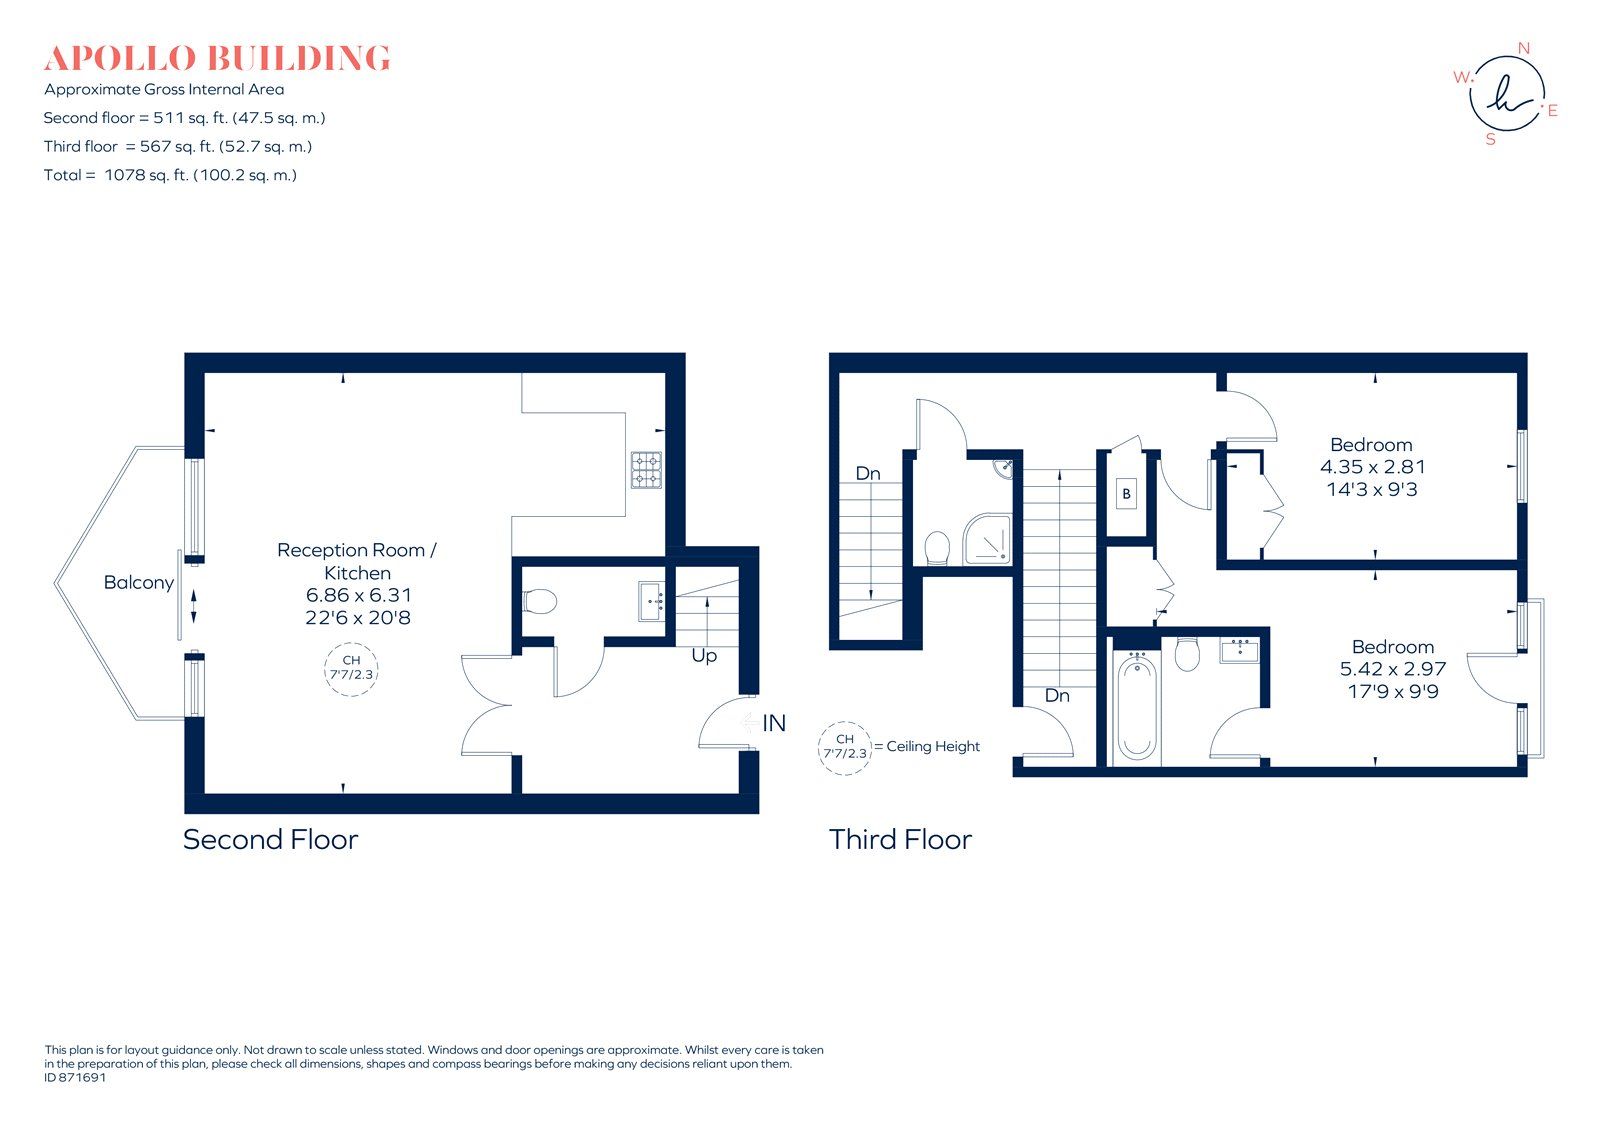 APOLLO BUILDING
Approximate Gross Internal Area
Second floor = 511 sq. ft. (47.5 sq. m.)
Third floor = 567 sq. ft. (52.7 sq. m.)
Total = 1078 sq. ft. (100.2 sq. m.)
N
W
E
S
Balcony
Reception Room /
Kitchen
6.86 x 6.31
22'6 x 20'8
CH
7'7/2.3
Up
IN
Second Floor
Dn
B
Bedroom
4.35 x 2.81
14'3 x 9'3
Dn
Bedroom
5.42 x 2.97
17'9 x 9'9
CH
7'7/2.3
= Ceiling Height
Third Floor
This plan is for layout guidance only. Not drawn to scale unless stated. Windows and door openings are approximate. Whilst every care is taken
in the preparation of this plan, please check all dimensions, shapes and compass bearings before making any decisions reliant upon them.
ID 871691